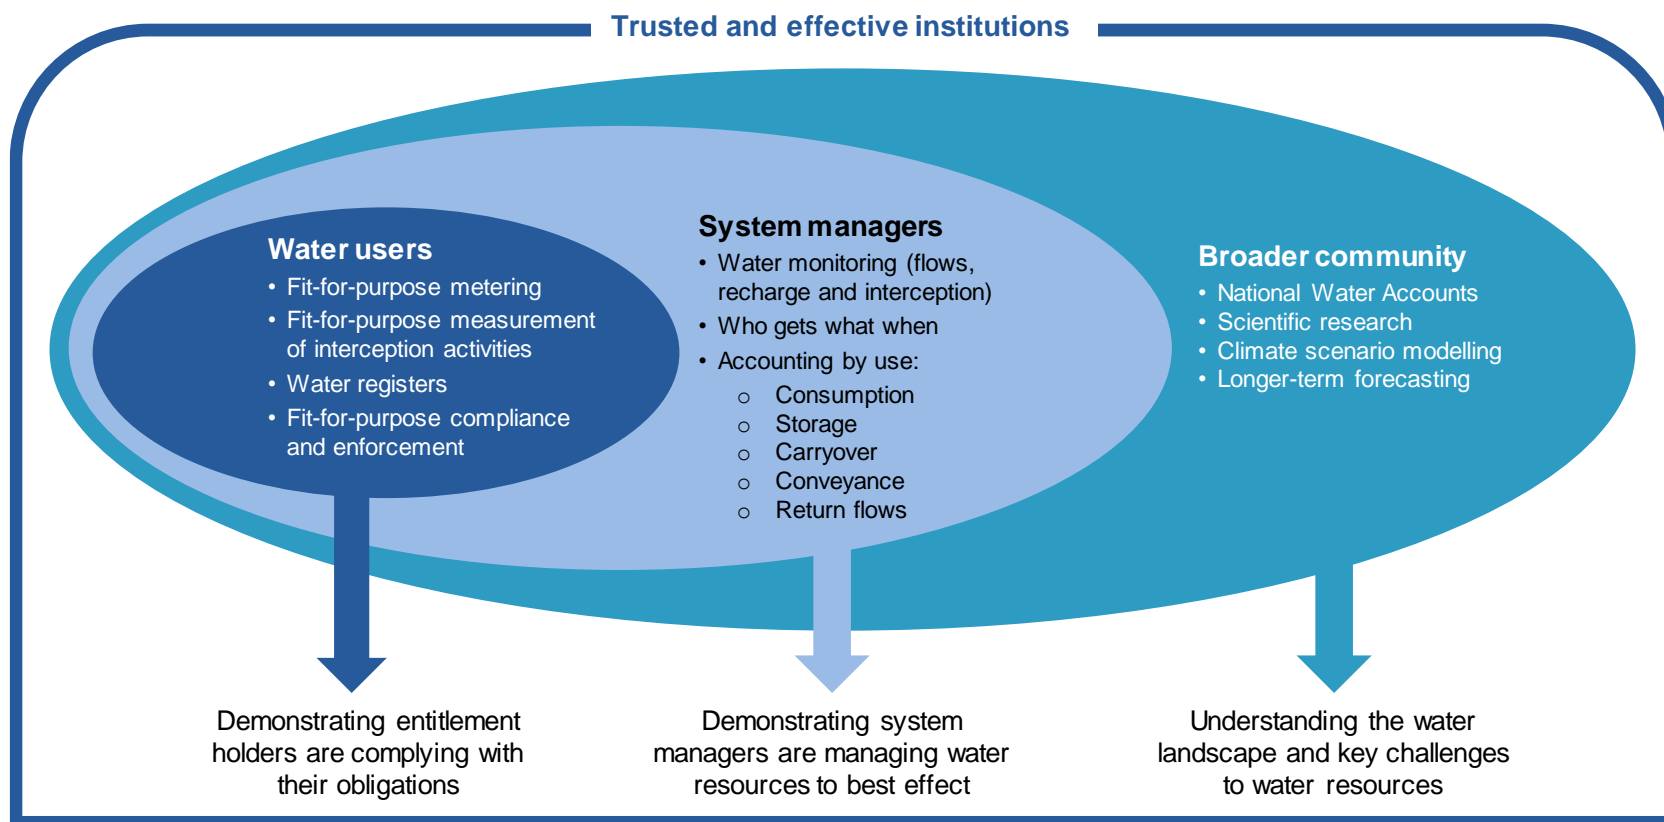 Trusted and effective institutions
Water users
• Fit-for-purpose metering
• Fit-for-purpose measurement
of interception activities
• Water registers
• Fit-for-purpose compliance
and enforcement
System managers
• Water monitoring (flows,
recharge and interception)
• Who gets what when
• Accounting by use:
o Consumption
o Storage
o Carryover
o Conveyance
o Return flows
Broader community
• National Water Accounts
• Scientific research
• Climate scenario modelling
• Longer-term forecasting
Demonstrating entitlement
holders are complying with
their obligations
Demonstrating system
managers are managing water
resources to best effect
Understanding the water
landscape and key challenges
to water resources